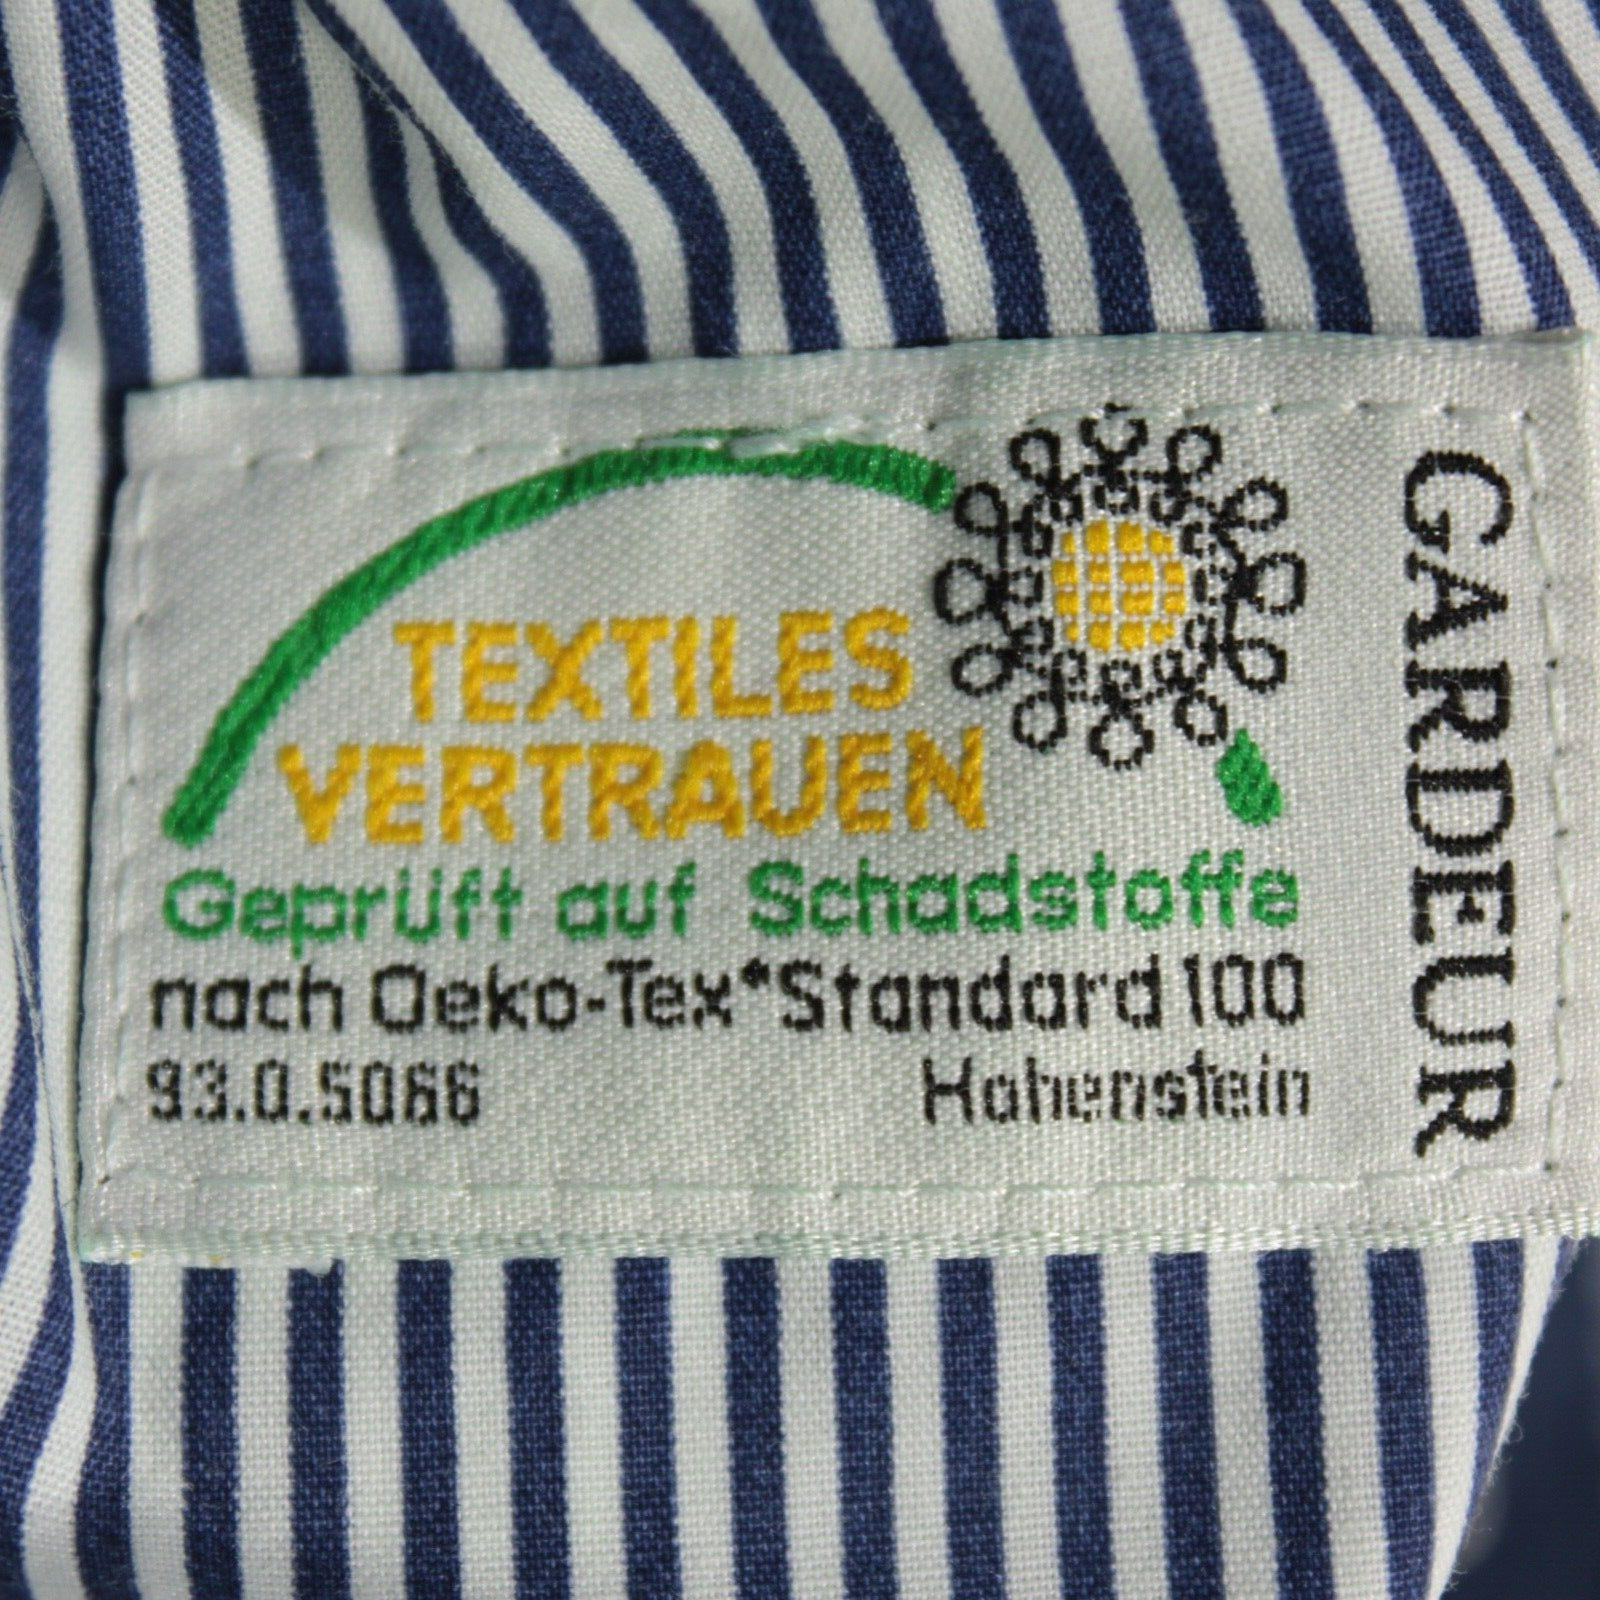 TEXTILES
VERTRAUEN
Geprüft auf Schadstoffe
nach Oeko-Tex*Standard 100
93.0.5066 Hohenstein
GARDEUR